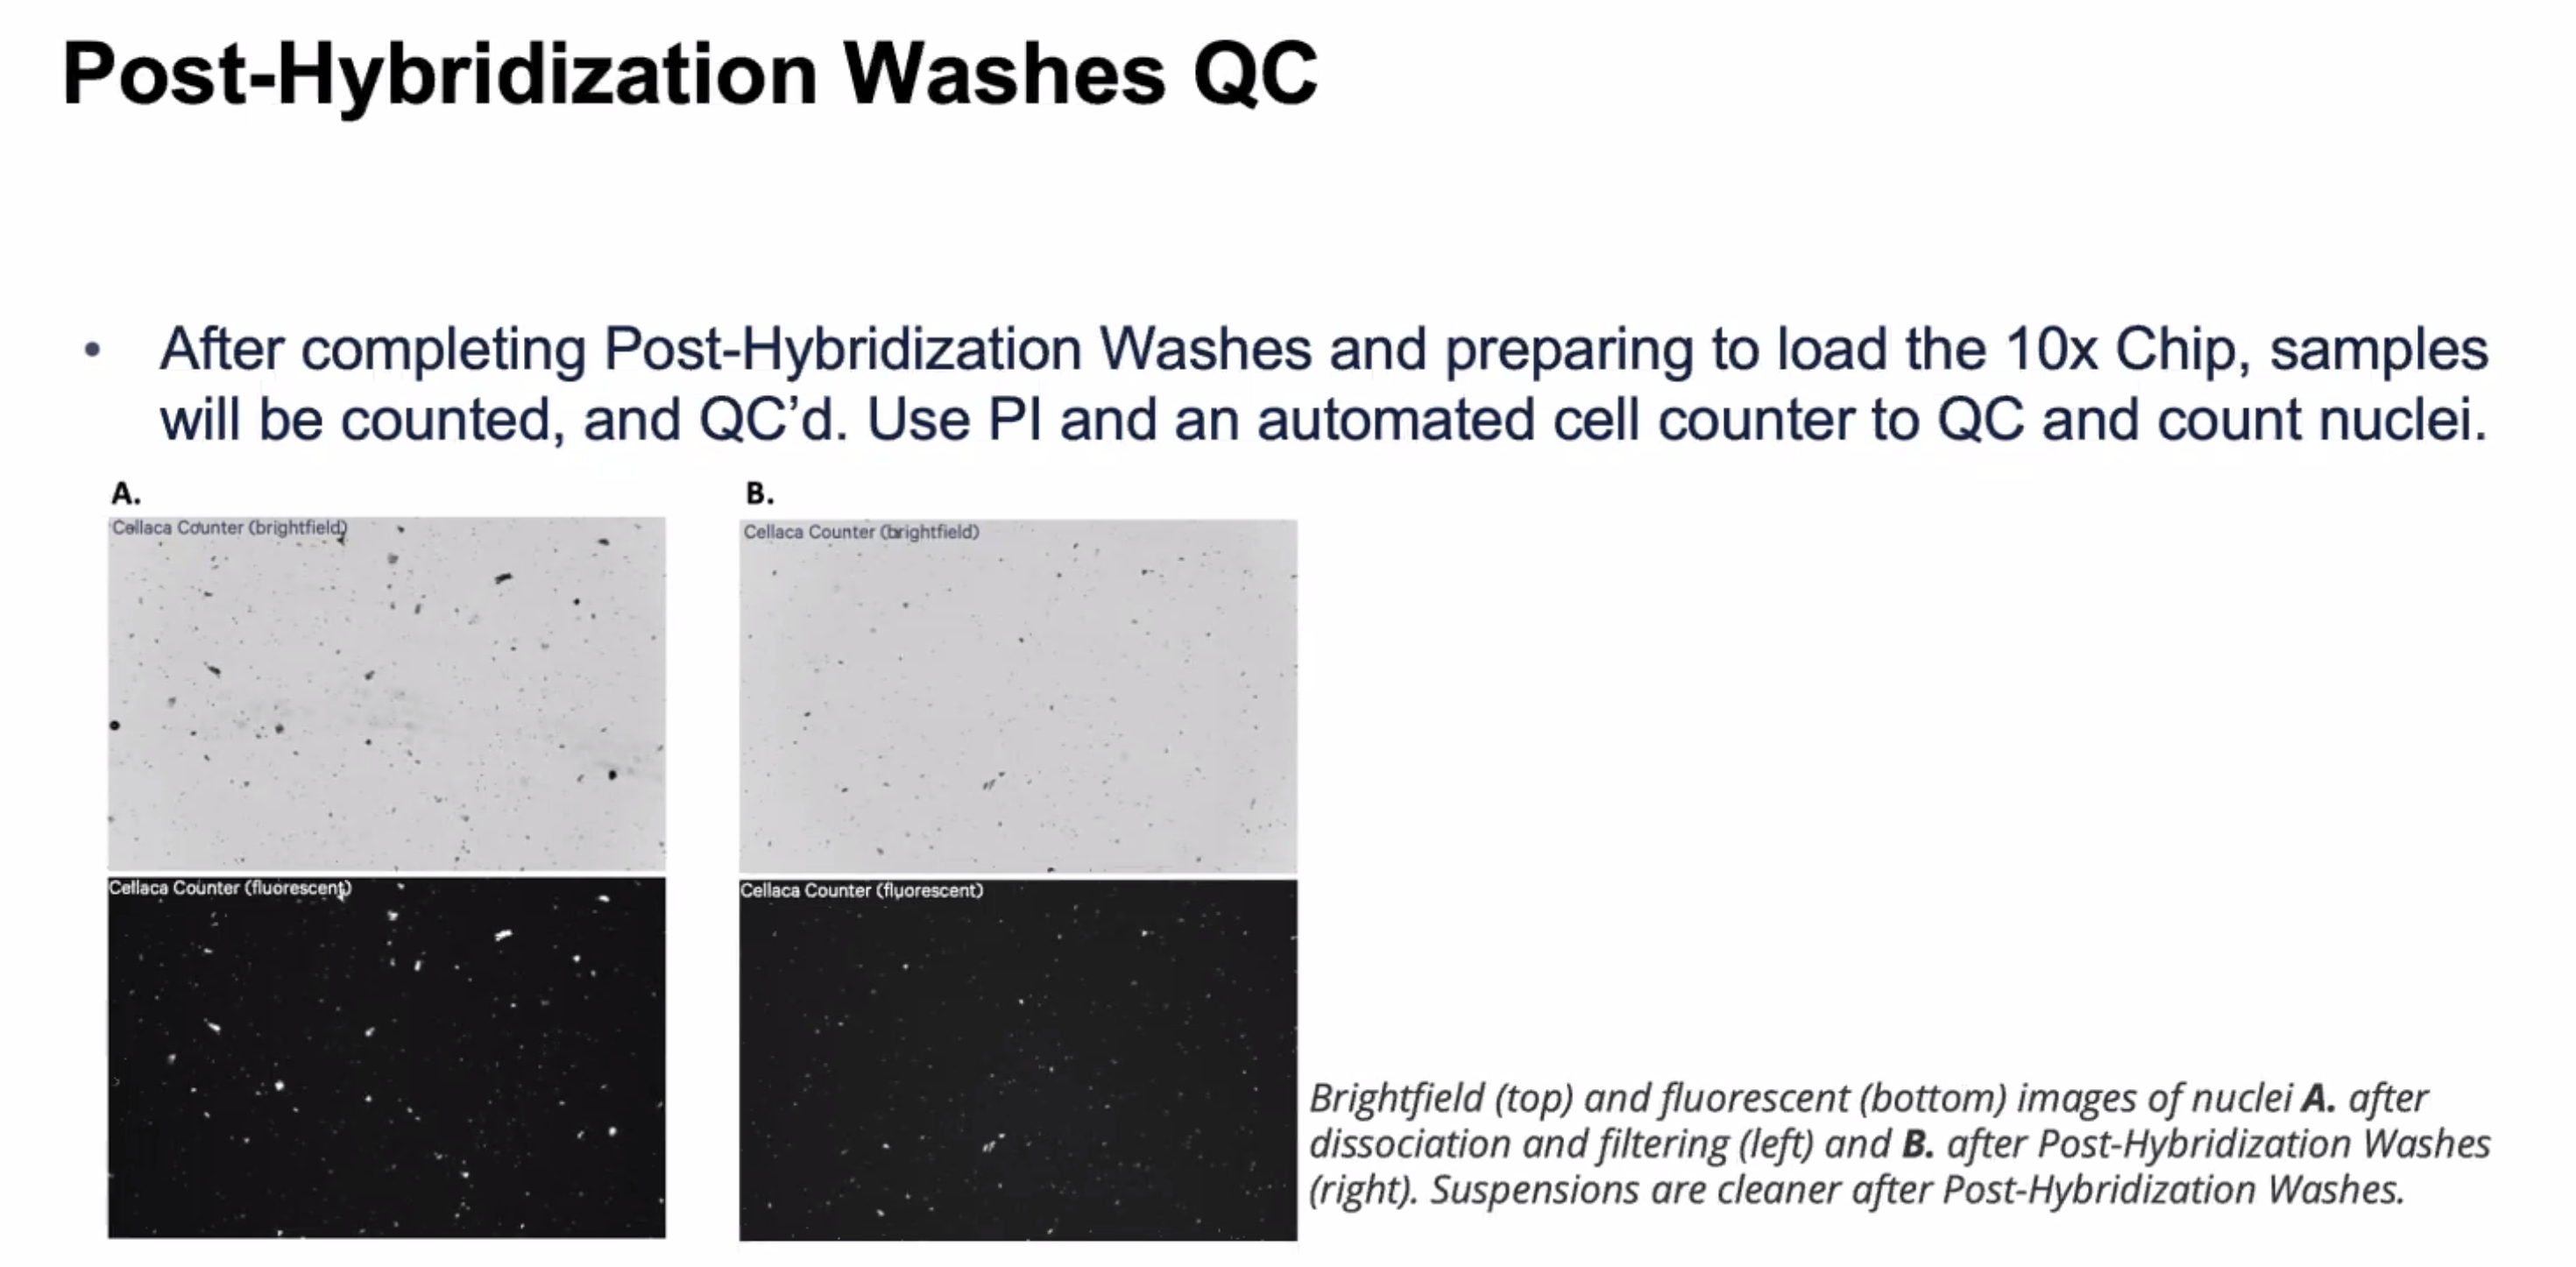 Post-Hybridization Washes QC
• After completing Post-Hybridization Washes and preparing to load the 10x Chip, samples
will be counted, and QC’d. Use PI and an automated cell counter to QC and count nuclei.
A.
Cellaca Counter (brightfield)
Cellaca Counter (fluorescent)
B.
Cellaca Counter (brightfield)
Cellaca Counter (fluorescent)
Brightfield (top) and fluorescent (bottom) images of nuclei A. after
dissociation and filtering (left) and B. after Post-Hybridization Washes
(right). Suspensions are cleaner after Post-Hybridization Washes.